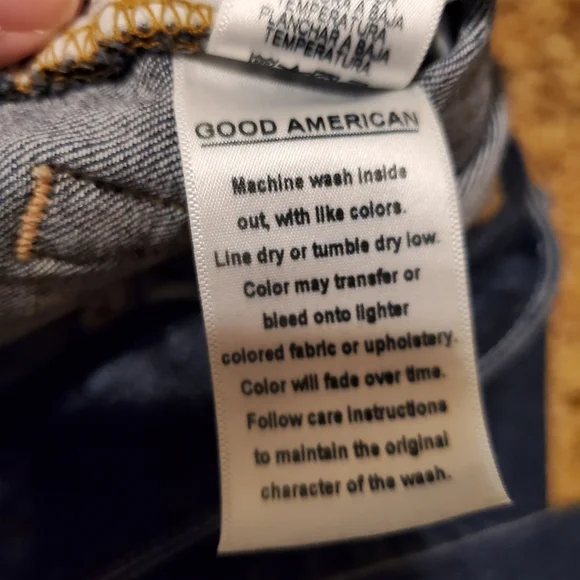 TEMPERATURA
PLANCHAR A BAJA
TEMPERATURA
GOOD AMERICAN
Machine wash inside
out, with like colors.
Line dry or tumble dry low.
Color may transfer or
bleed onto lighter
colored fabric or upholstery.
Color will fade over time.
Follow care instructions
to maintain the original
character of the wash.